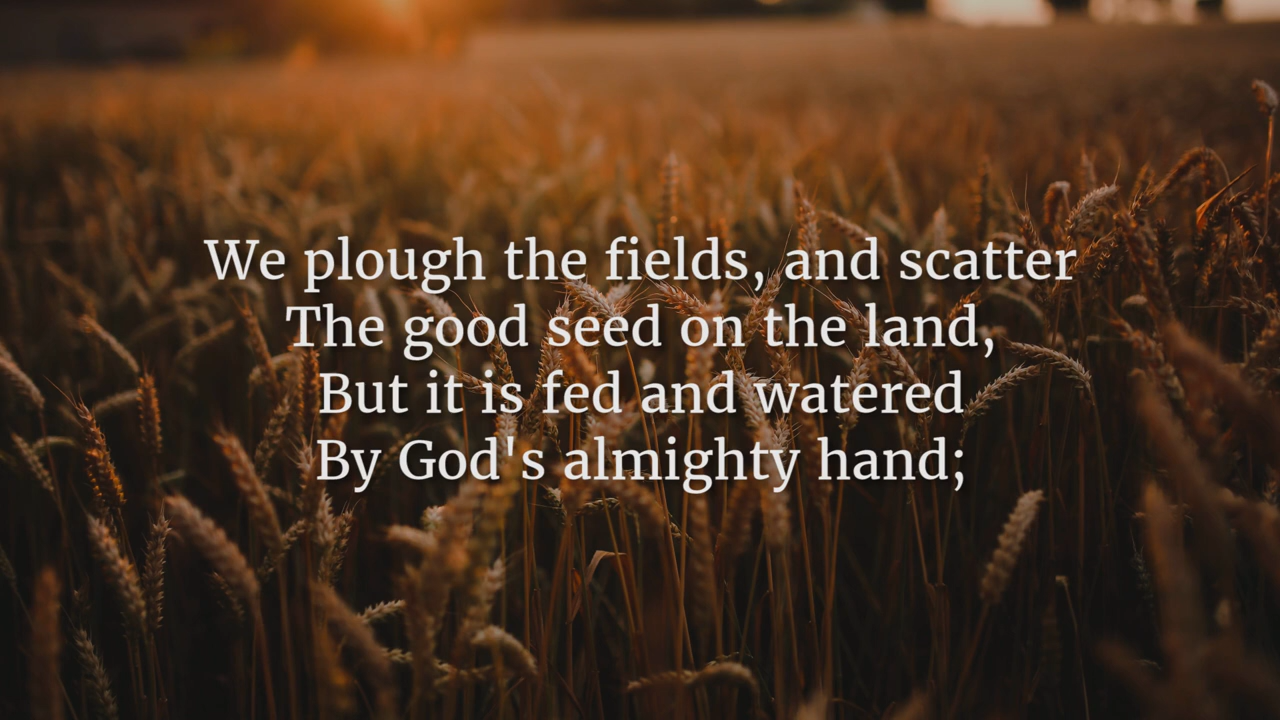 We plough the fields, and scatter
The good seed on the land,
But it is fed and watered
By God's almighty hand;